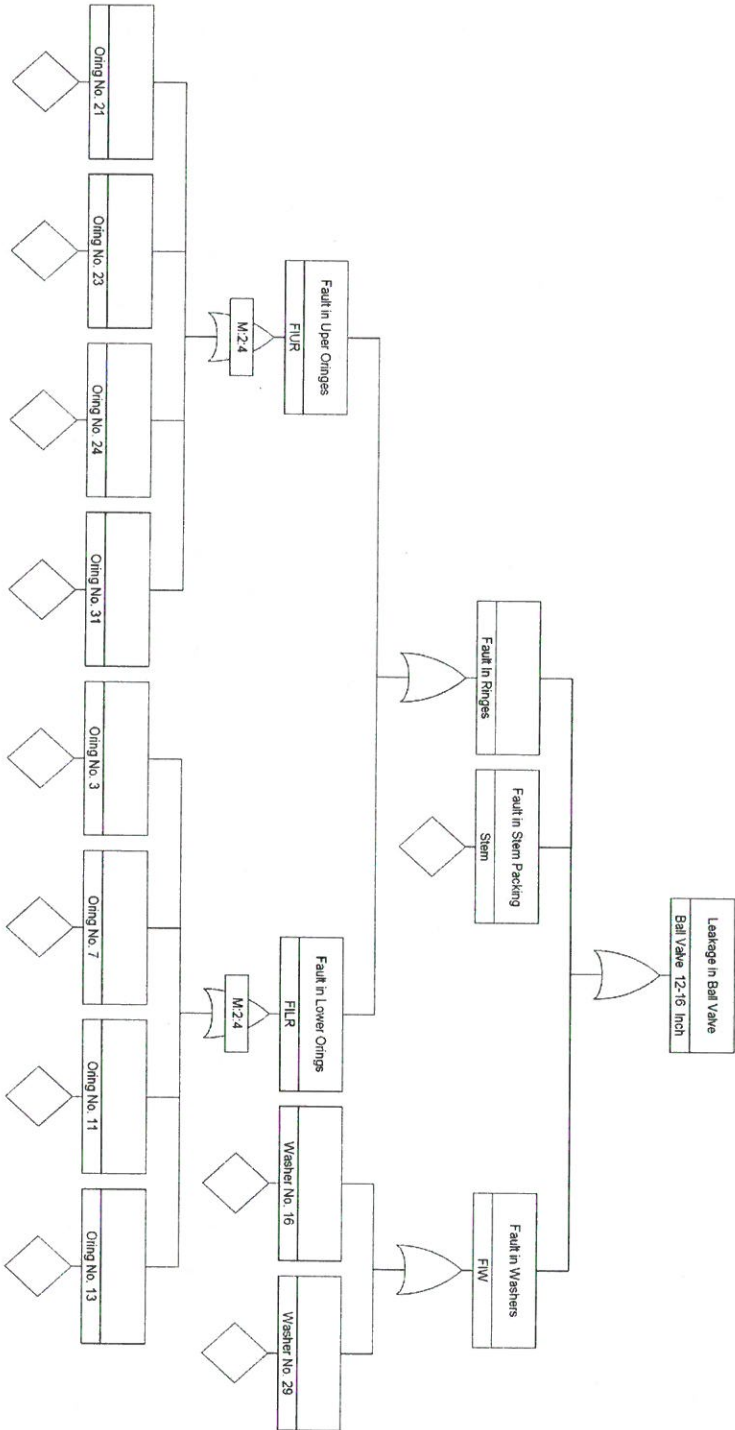 Leakage in Ball Valve
Ball Valve 12-16 Inch
Fault In Ringes
Fault in Stem Packing
Stem
Fault in Washers
FIW
Fault in Uper Oringes
FIUR
M:2:4
Fault in Lower Orings
FILR
M:2:4
Washer No. 16
Washer No. 29
Oring No. 21
Oring No. 23
Oring No. 24
Oring No. 31
Oring No. 3
Oring No. 7
Oring No. 11
Oring No. 13